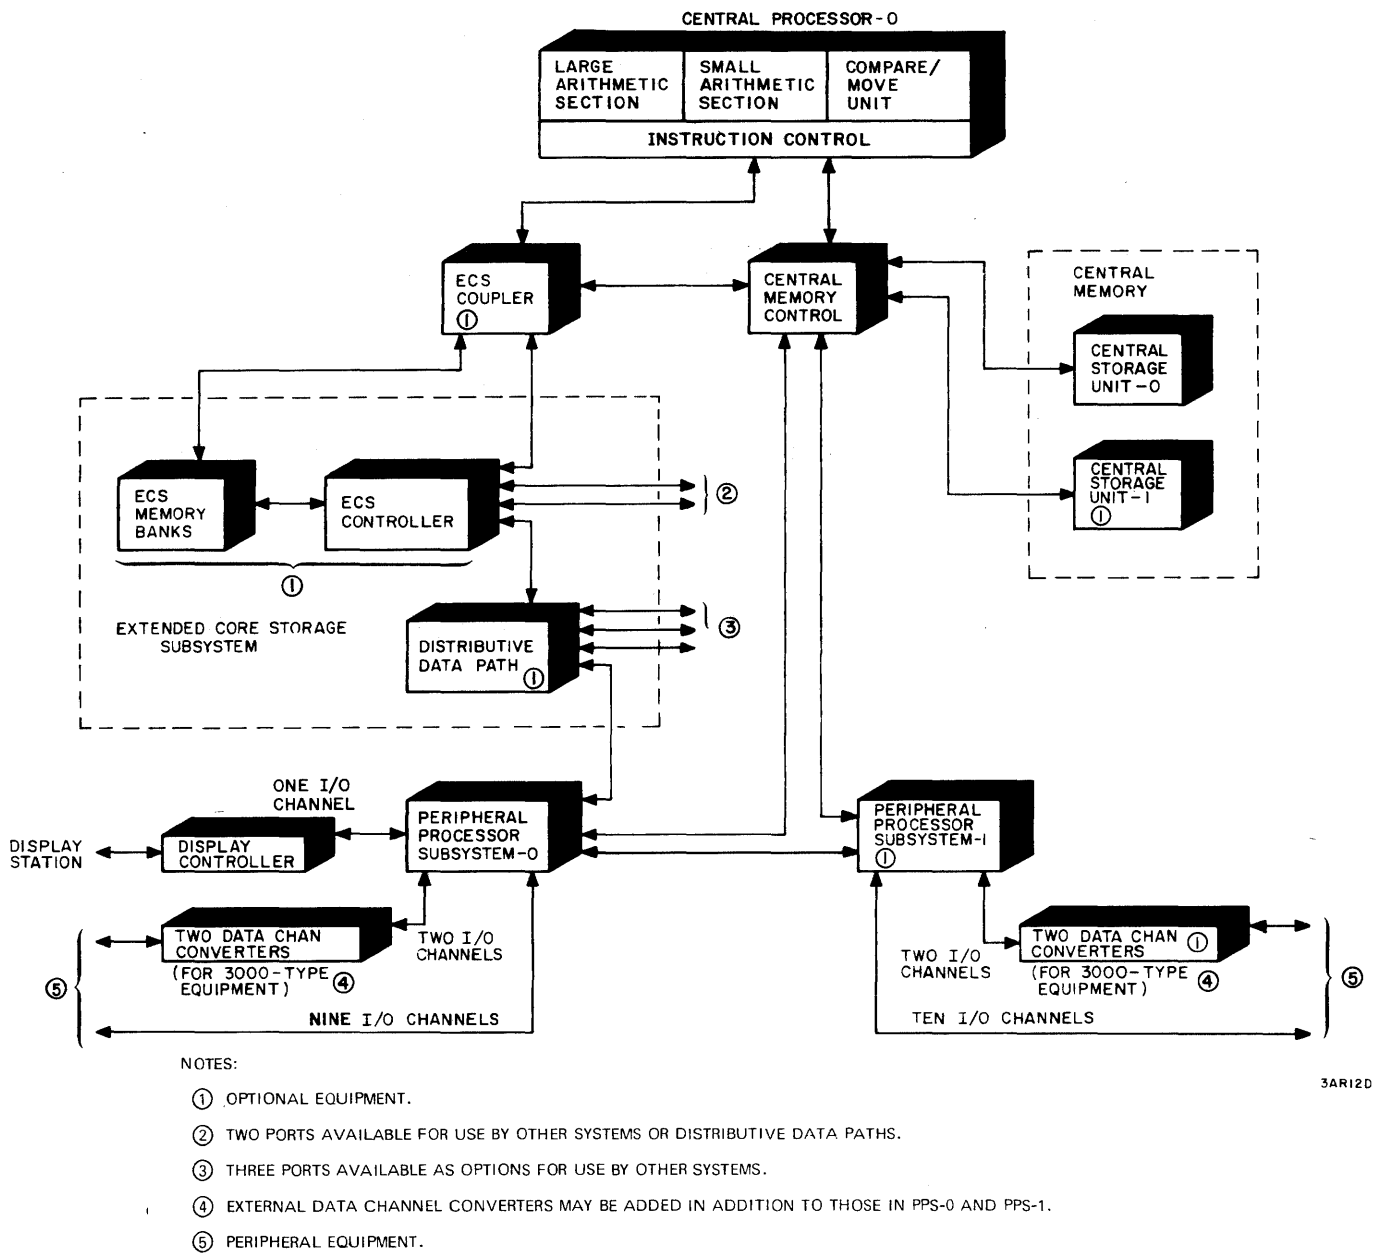 CENTRAL PROCESSOR-0
LARGE
ARITHMETIC
SECTION
SMALL
ARITHMETIC
SECTION
COMPARE/
MOVE
UNIT
INSTRUCTION CONTROL
ECS
COUPLER
①
CENTRAL
MEMORY
CONTROL
CENTRAL
MEMORY
CENTRAL
STORAGE
UNIT-0
CENTRAL
STORAGE
UNIT-1
①
ECS
MEMORY
BANKS
ECS
CONTROLLER
②
①
EXTENDED CORE STORAGE
SUBSYSTEM
DISTRIBUTIVE
DATA PATH ①
③
ONE I/O
CHANNEL
DISPLAY
STATION
DISPLAY
CONTROLLER
PERIPHERAL
PROCESSOR
SUBSYSTEM-0
PERIPHERAL
PROCESSOR
SUBSYSTEM-1
①
TWO DATA CHAN
CONVERTERS
(FOR 3000-TYPE
EQUIPMENT) ④
TWO I/O
CHANNELS
⑤
NINE I/O CHANNELS
TWO I/O
CHANNELS
TWO DATA CHAN ①
CONVERTERS
(FOR 3000-TYPE
EQUIPMENT) ④
⑤
TEN I/O CHANNELS
3AR12D
NOTES:
① OPTIONAL EQUIPMENT.
② TWO PORTS AVAILABLE FOR USE BY OTHER SYSTEMS OR DISTRIBUTIVE DATA PATHS.
③ THREE PORTS AVAILABLE AS OPTIONS FOR USE BY OTHER SYSTEMS.
④ EXTERNAL DATA CHANNEL CONVERTERS MAY BE ADDED IN ADDITION TO THOSE IN PPS-0 AND PPS-1.
⑤ PERIPHERAL EQUIPMENT.